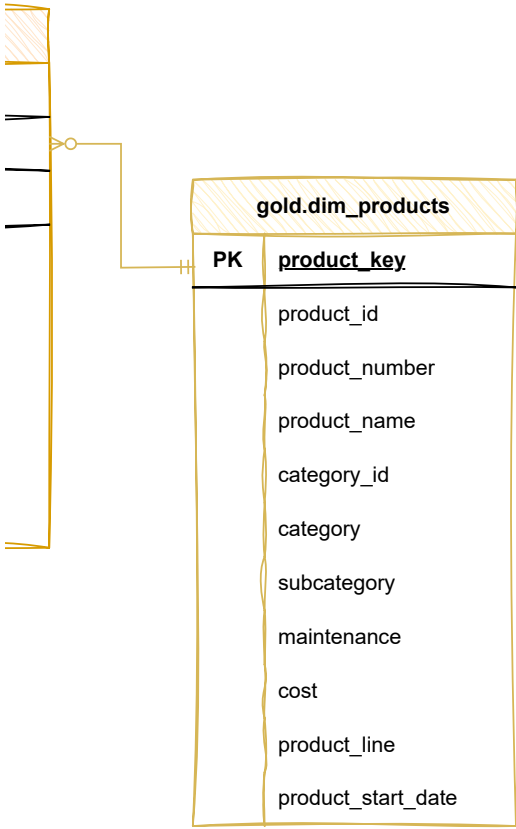 gold.dim_products
PK product_key
product_id
product_number
product_name
category_id
category
subcategory
maintenance
cost
product_line
product_start_date